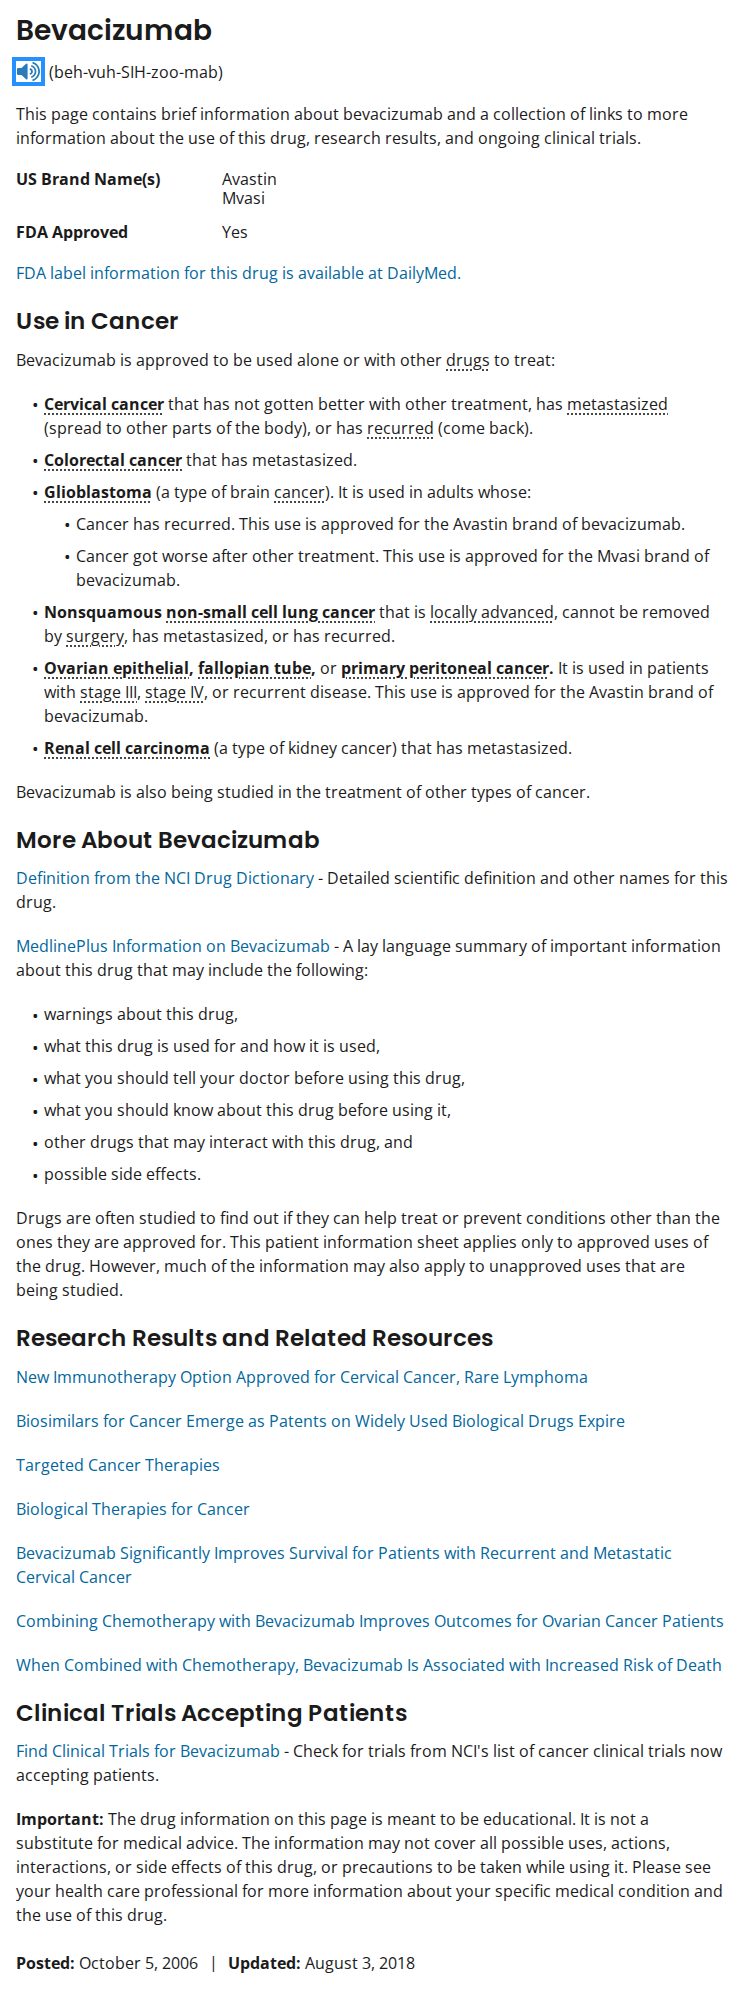 Bevacizumab
(beh-vuh-SIH-zoo-mab)
This page contains brief information about bevacizumab and a collection of links to more
information about the use of this drug, research results, and ongoing clinical trials.
US Brand Name(s) Avastin
Mvasi
FDA Approved Yes
FDA label information for this drug is available at DailyMed.
Use in Cancer
Bevacizumab is approved to be used alone or with other drugs to treat:
• Cervical cancer that has not gotten better with other treatment, has metastasized
(spread to other parts of the body), or has recurred (come back).
• Colorectal cancer that has metastasized.
• Glioblastoma (a type of brain cancer). It is used in adults whose:
• Cancer has recurred. This use is approved for the Avastin brand of bevacizumab.
• Cancer got worse after other treatment. This use is approved for the Mvasi brand of
bevacizumab.
• Nonsquamous non-small cell lung cancer that is locally advanced, cannot be removed
by surgery, has metastasized, or has recurred.
• Ovarian epithelial, fallopian tube, or primary peritoneal cancer. It is used in patients
with stage III, stage IV, or recurrent disease. This use is approved for the Avastin brand of
bevacizumab.
• Renal cell carcinoma (a type of kidney cancer) that has metastasized.
Bevacizumab is also being studied in the treatment of other types of cancer.
More About Bevacizumab
Definition from the NCI Drug Dictionary - Detailed scientific definition and other names for this
drug.
MedlinePlus Information on Bevacizumab - A lay language summary of important information
about this drug that may include the following:
• warnings about this drug,
• what this drug is used for and how it is used,
• what you should tell your doctor before using this drug,
• what you should know about this drug before using it,
• other drugs that may interact with this drug, and
• possible side effects.
Drugs are often studied to find out if they can help treat or prevent conditions other than the
ones they are approved for. This patient information sheet applies only to approved uses of
the drug. However, much of the information may also apply to unapproved uses that are
being studied.
Research Results and Related Resources
New Immunotherapy Option Approved for Cervical Cancer, Rare Lymphoma
Biosimilars for Cancer Emerge as Patents on Widely Used Biological Drugs Expire
Targeted Cancer Therapies
Biological Therapies for Cancer
Bevacizumab Significantly Improves Survival for Patients with Recurrent and Metastatic
Cervical Cancer
Combining Chemotherapy with Bevacizumab Improves Outcomes for Ovarian Cancer Patients
When Combined with Chemotherapy, Bevacizumab Is Associated with Increased Risk of Death
Clinical Trials Accepting Patients
Find Clinical Trials for Bevacizumab - Check for trials from NCI's list of cancer clinical trials now
accepting patients.
Important: The drug information on this page is meant to be educational. It is not a
substitute for medical advice. The information may not cover all possible uses, actions,
interactions, or side effects of this drug, or precautions to be taken while using it. Please see
your health care professional for more information about your specific medical condition and
the use of this drug.
Posted: October 5, 2006 | Updated: August 3, 2018